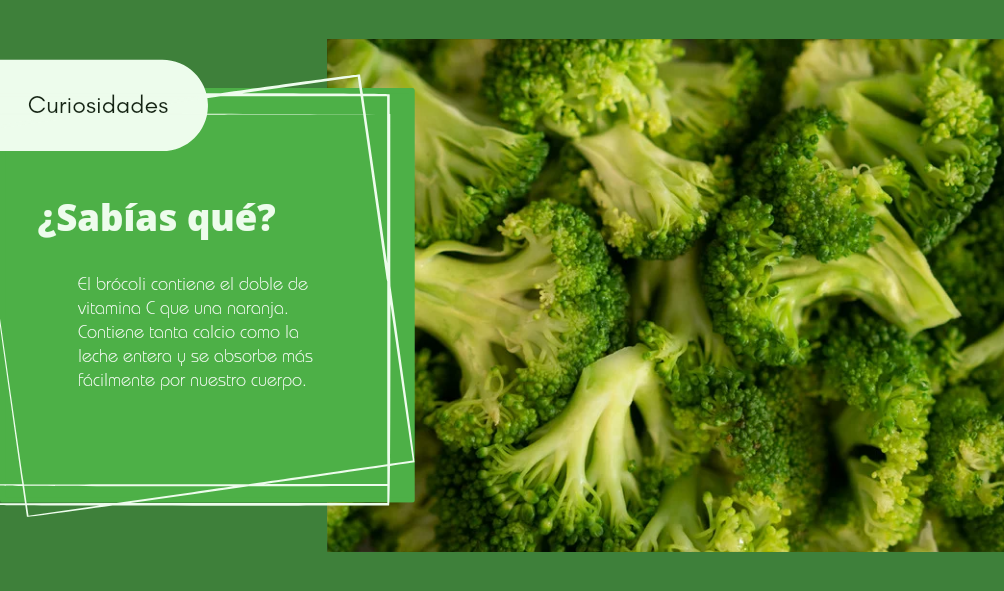 Curiosidades
¿Sabías qué?
El brócoli contiene el doble de
vitamina C que una naranja.
Contiene tanta calcio como la
leche entera y se absorbe más
fácilmente por nuestro cuerpo.